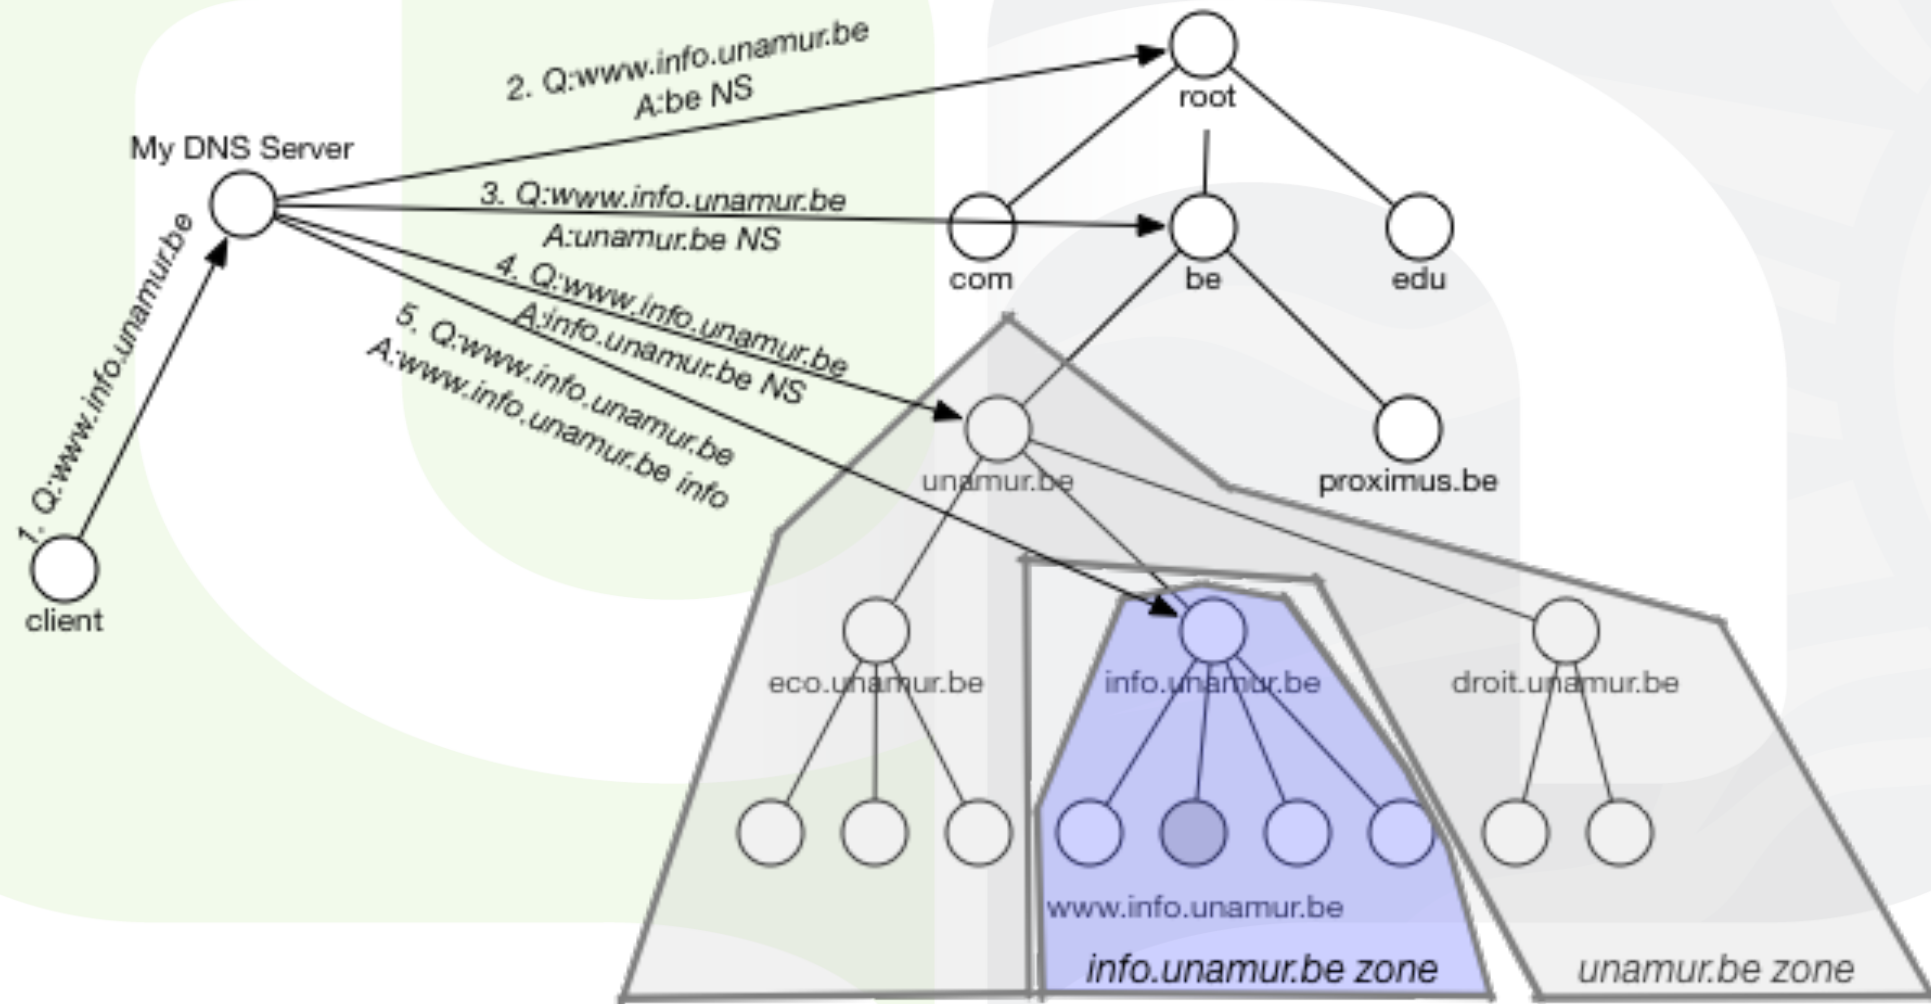 2. Q:www.info.unamur.be
A:be NS
root
My DNS Server
3. Q:www.info.unamur.be
A:unamur.be NS
com
be
edu
4. Q:www.info.unamur.be
A:info.unamur.be NS
5. Q:www.info.unamur.be
A:www.info.unamur.be info
1. Q:www.info.unamur.be
client
unamur.be
proximus.be
eco.unamur.be
info.unamur.be
droit.unamur.be
www.info.unamur.be
info.unamur.be zone
unamur.be zone